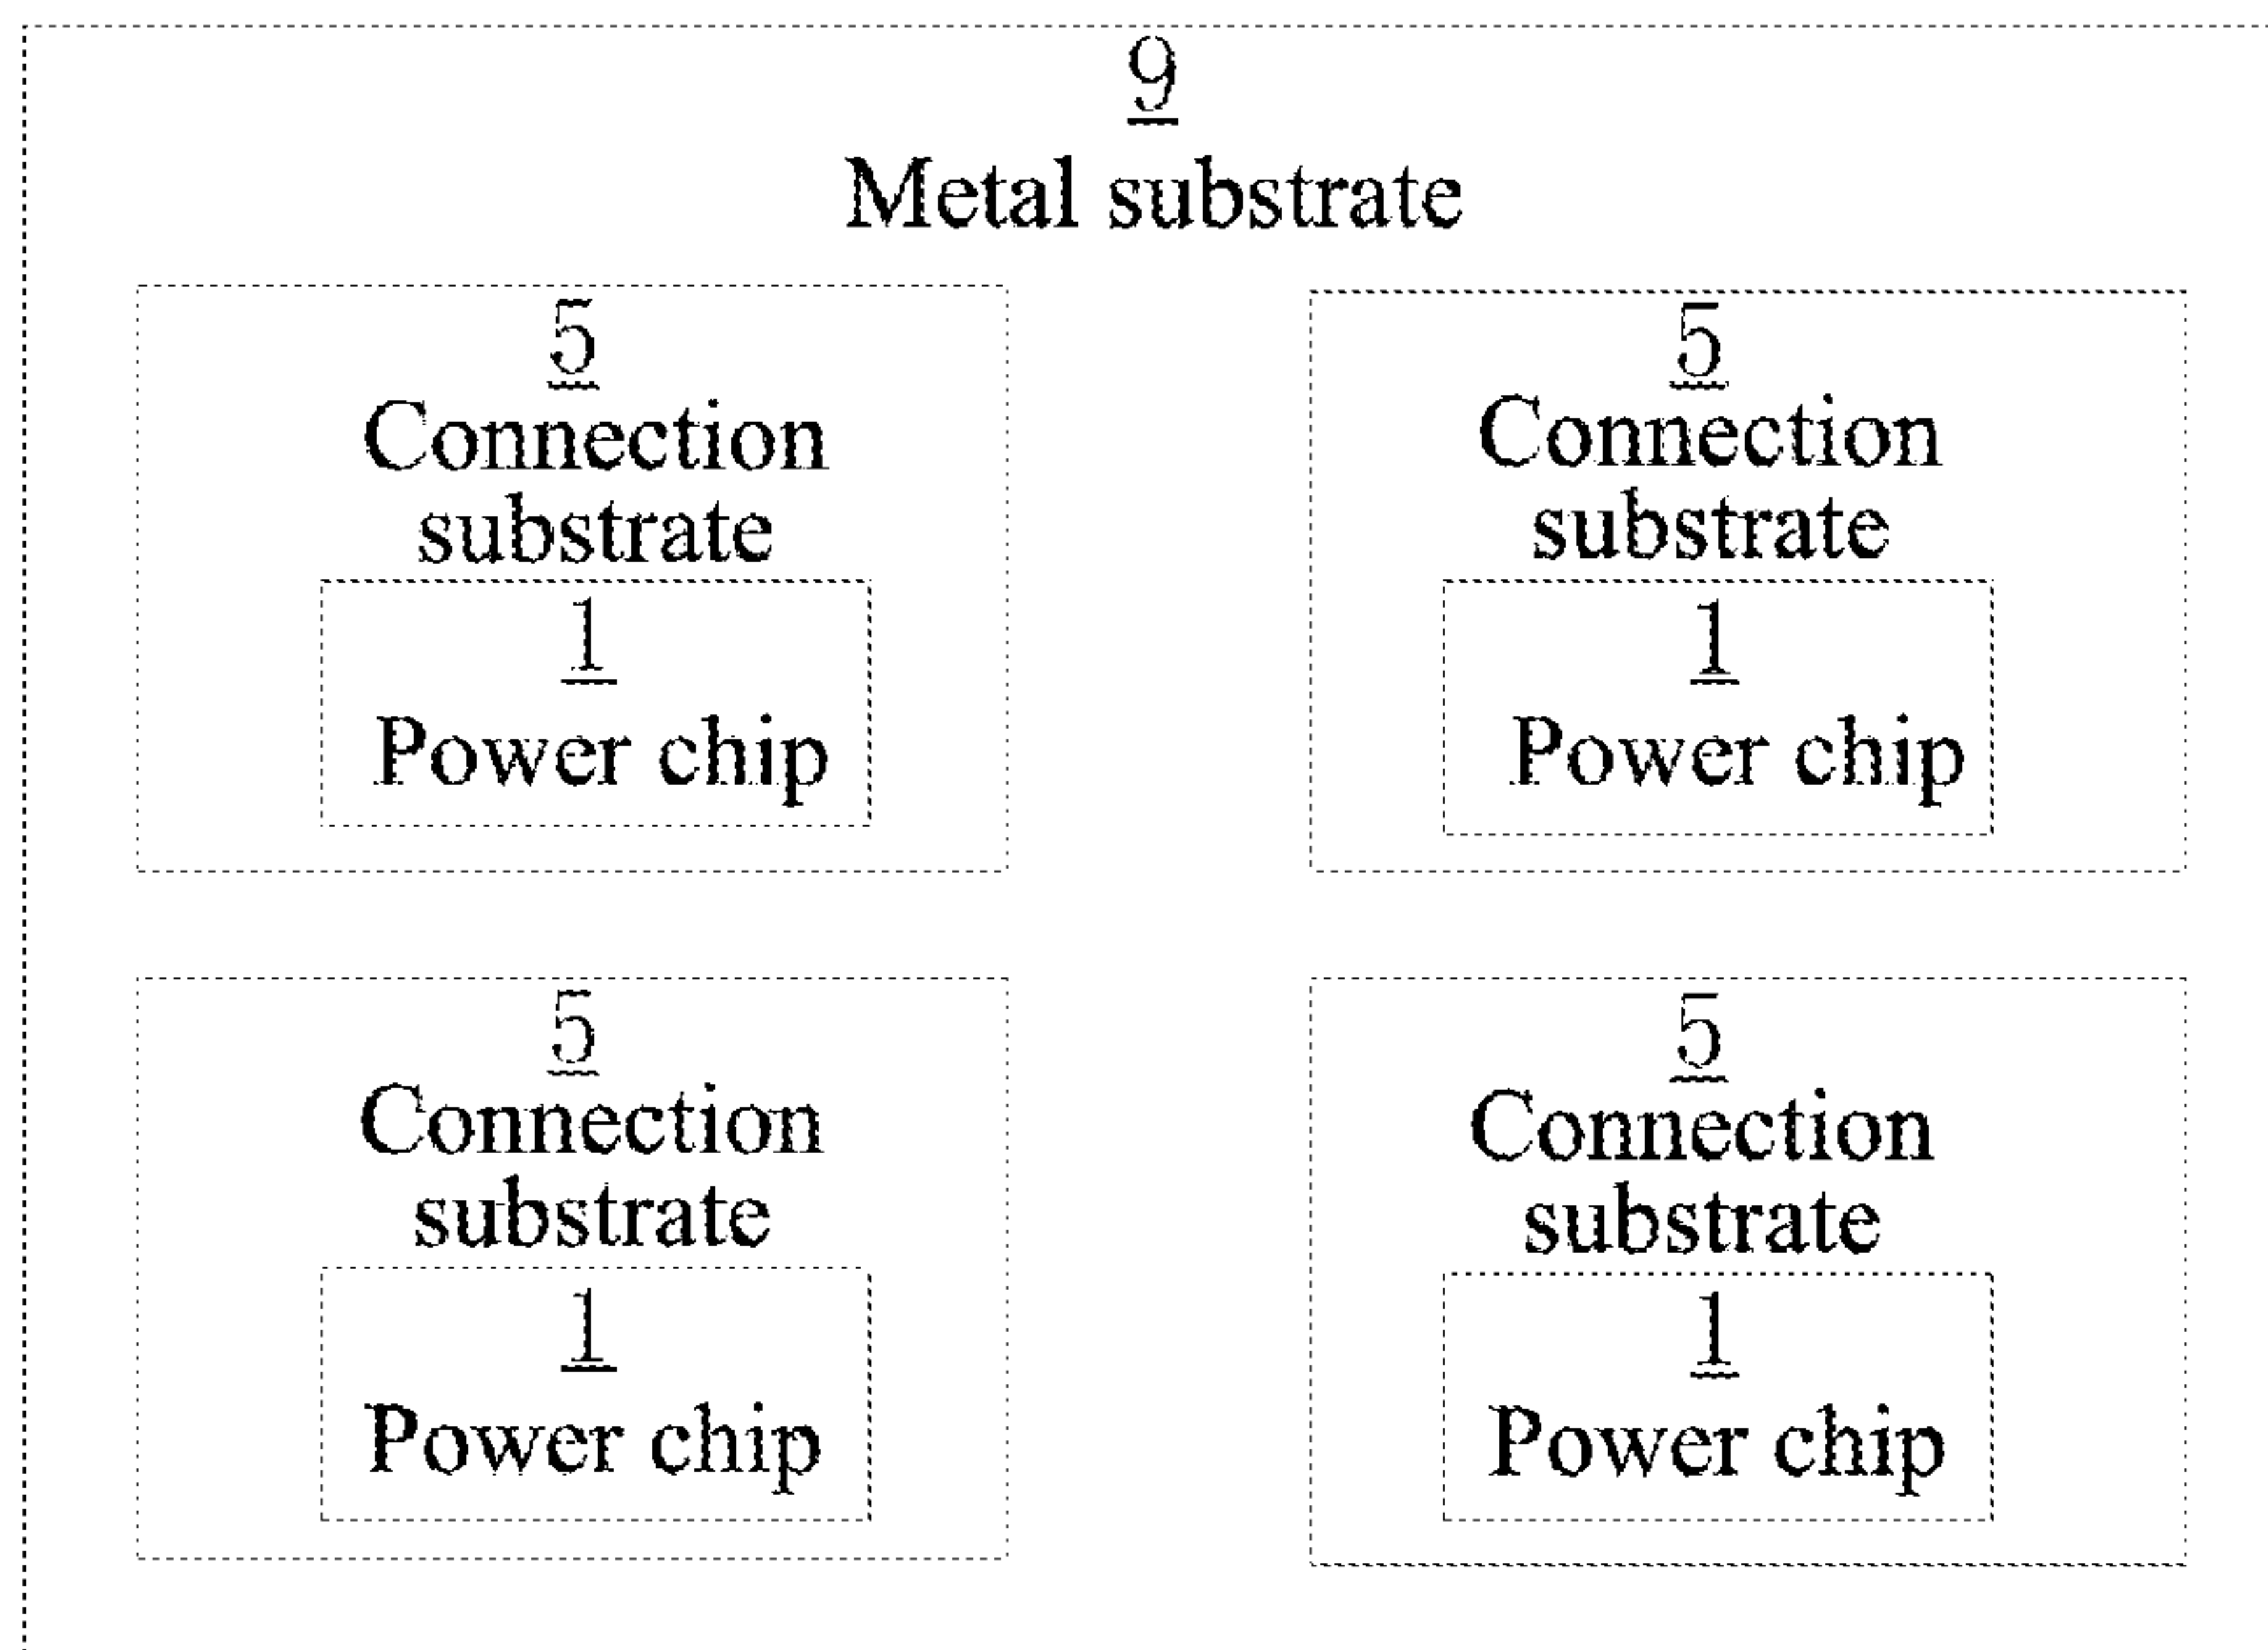 9
Metal substrate
5
Connection
substrate
1
Power chip
5
Connection
substrate
1
Power chip
5
Connection
substrate
1
Power chip
5
Connection
substrate
1
Power chip